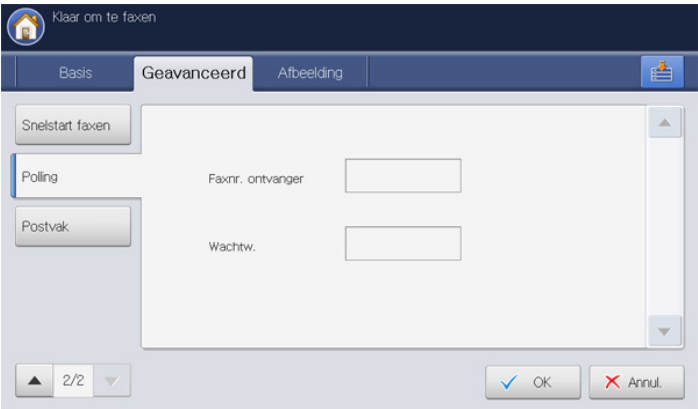 Klaar om te faxen
Basis
Geavanceerd
Afbeelding
Snelstart faxen
Polling
Postvak
Faxnr. ontvanger
Wachtw.
2/2
OK
Annul.